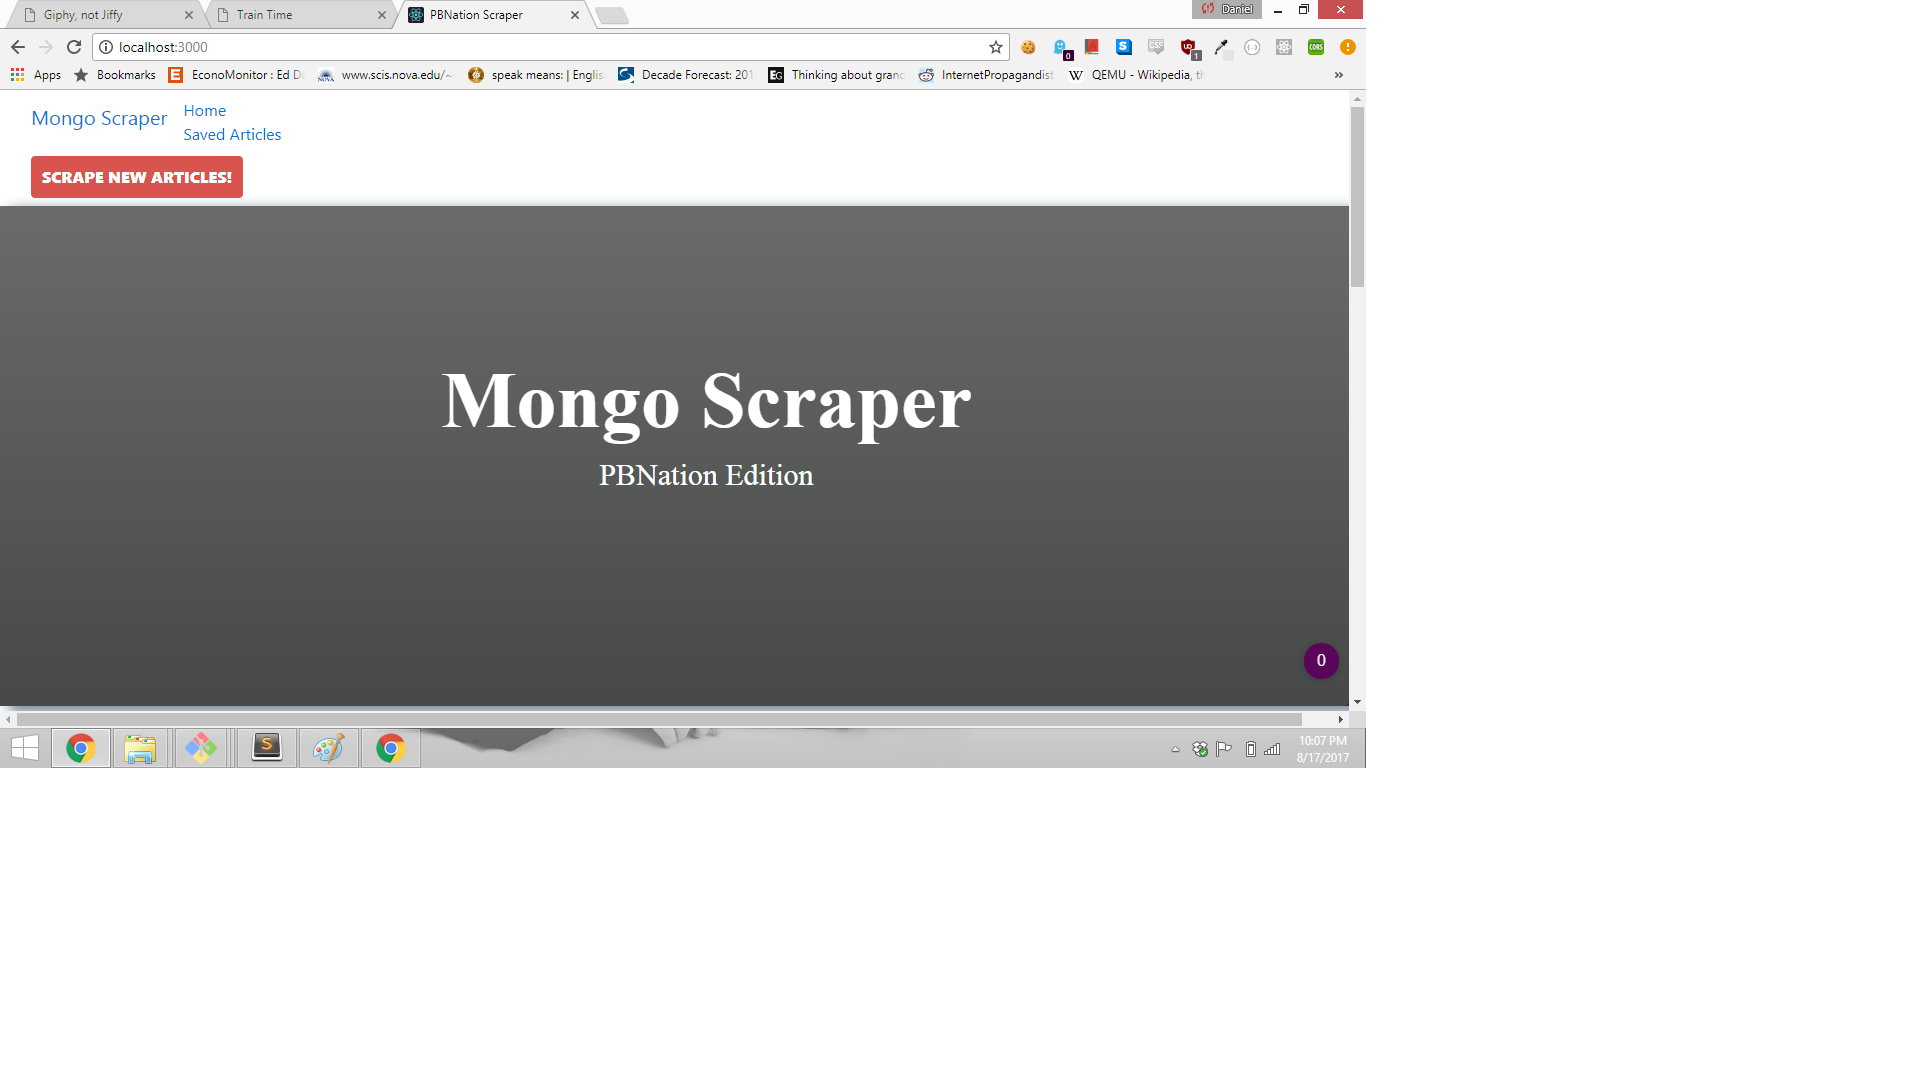 Giphy, not Jiffy
Train Time
PBNation Scraper
Daniel
localhost:3000
Apps
Bookmarks
EconoMonitor : Ed
www.scis.nova.edu/~
speak means: | Englis
Decade Forecast: 201
Thinking about
InternetPropagandist
QEMU - Wikipedia,
Mongo Scraper
Home
Saved Articles
SCRAPE NEW ARTICLES!
Mongo Scraper
PBNation Edition
0
10:07 PM
8/17/2017